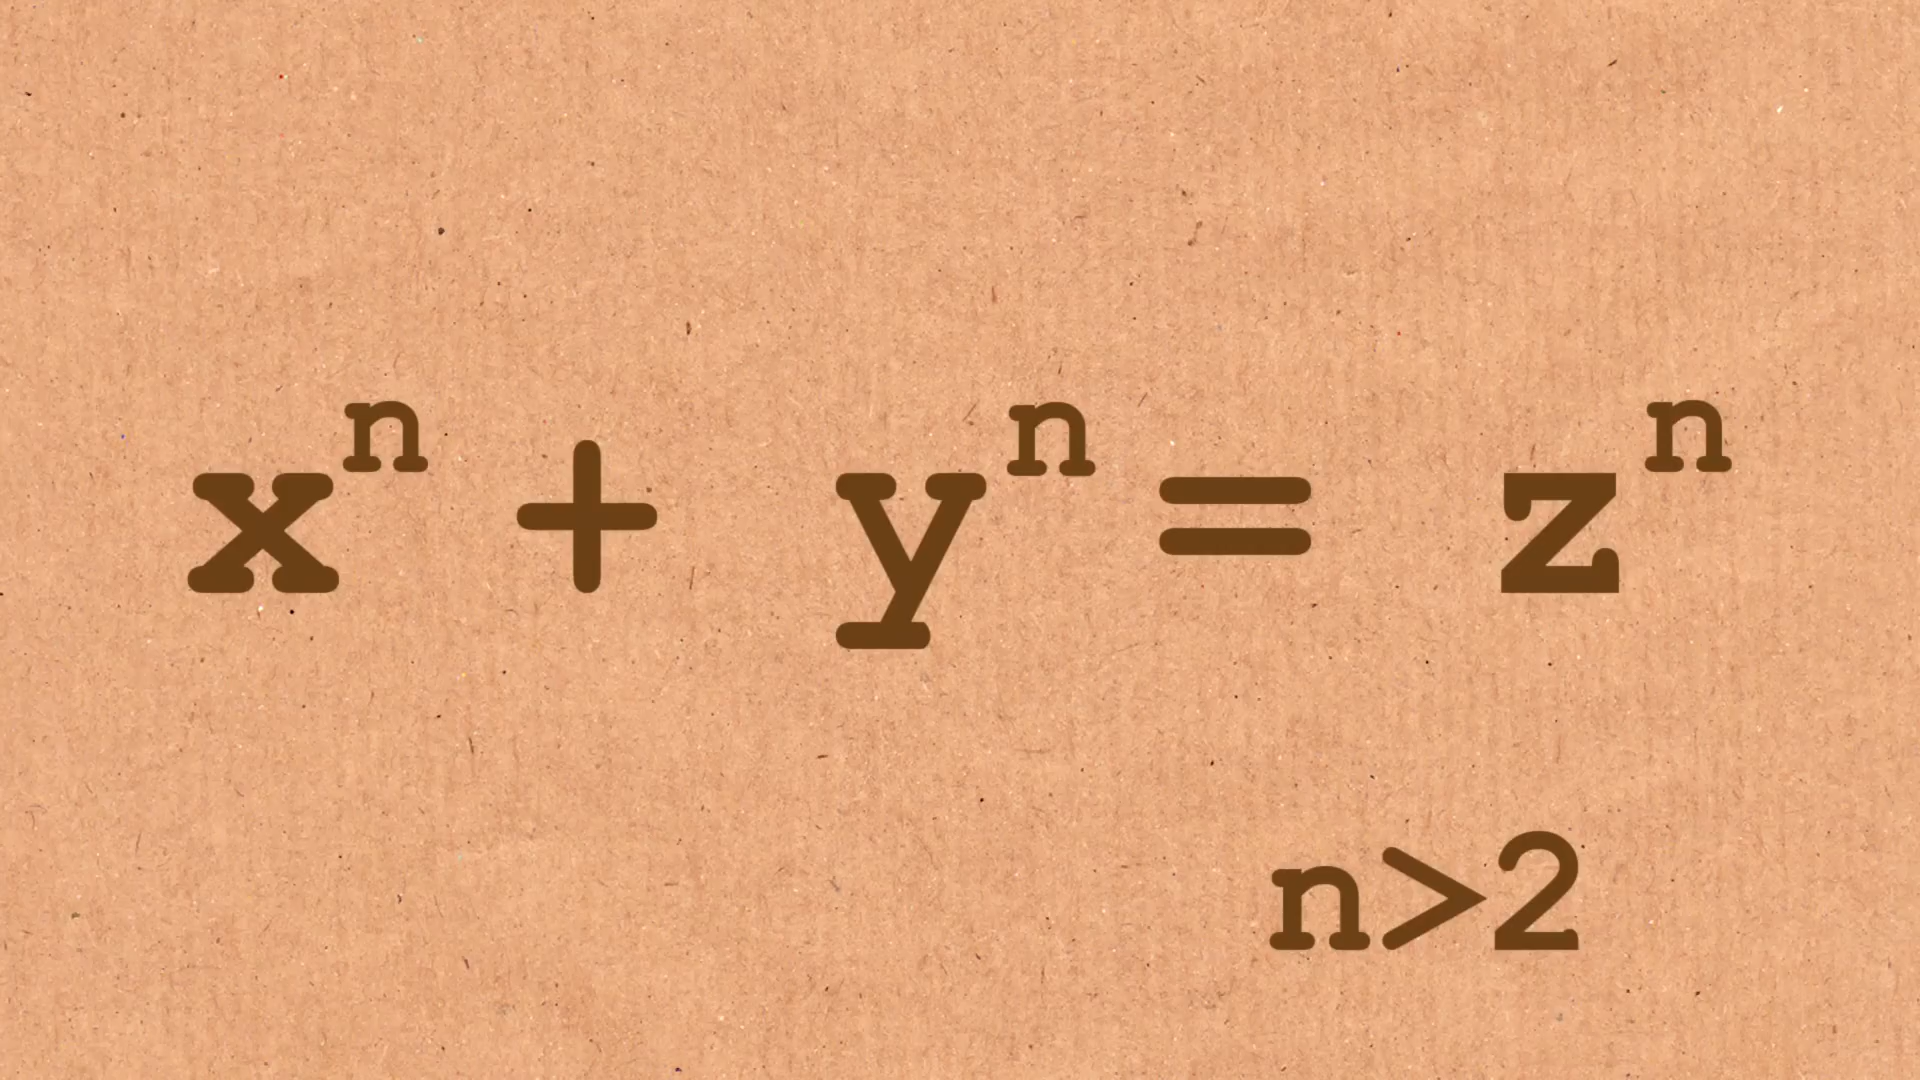 xⁿ + yⁿ = zⁿ
n>2